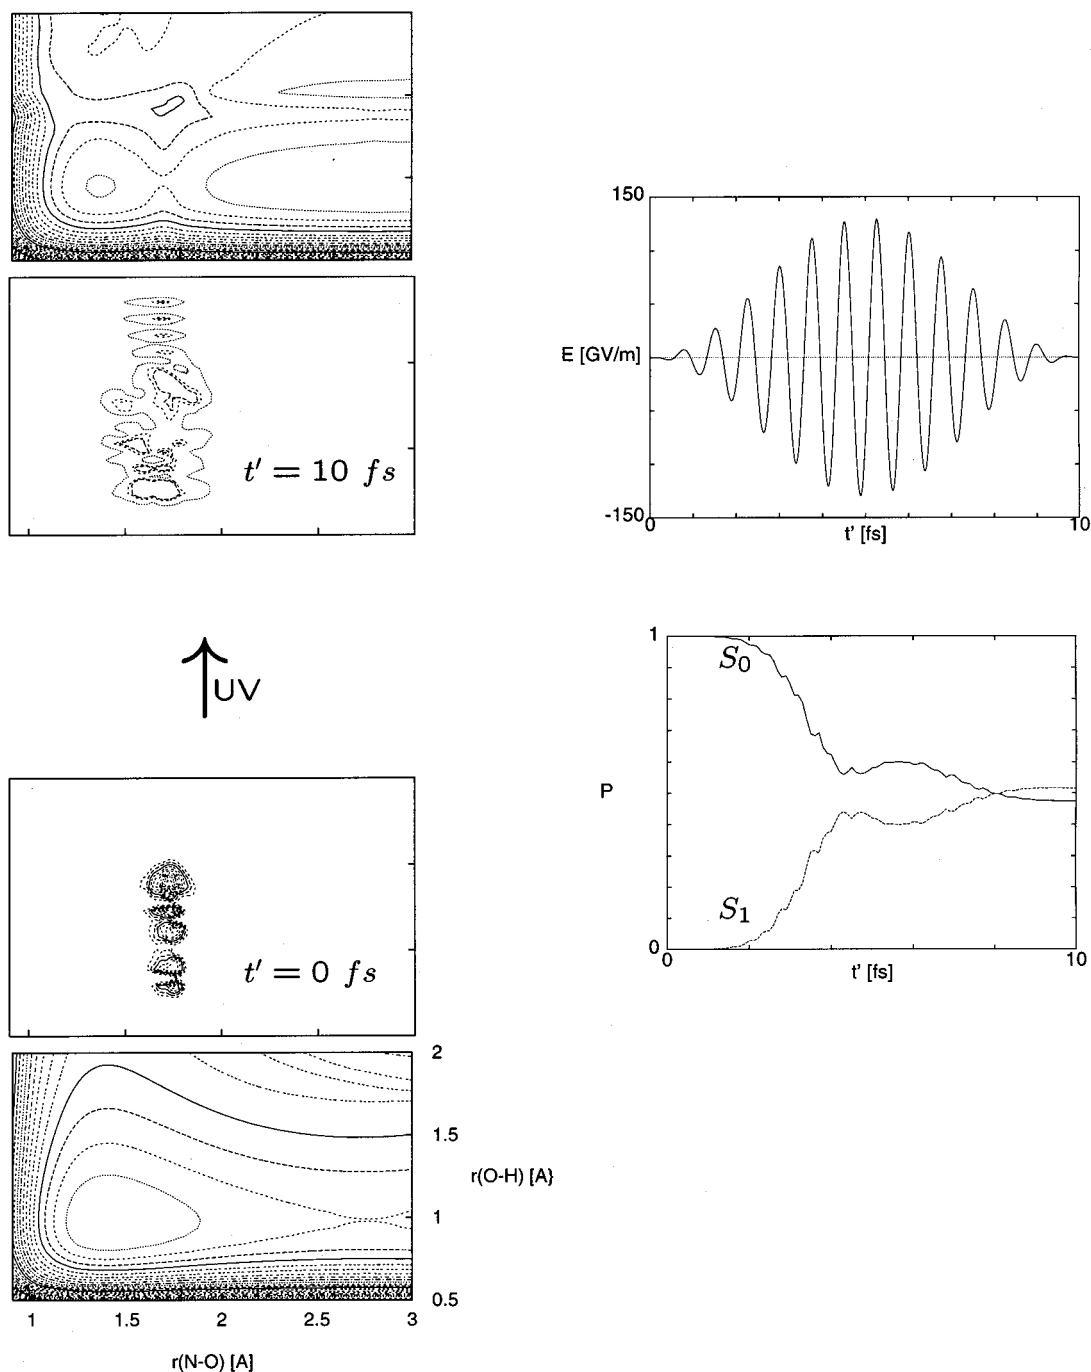 150
E [GV/m]
-150
0
10
t' [fs]
t' = 10 fs
UV
1
S0
P
S1
0
0
10
t' [fs]
t' = 0 fs
2
1.5
r(O-H) [A}
1
0.5
1
1.5
2
2.5
3
r(N-O) [A]